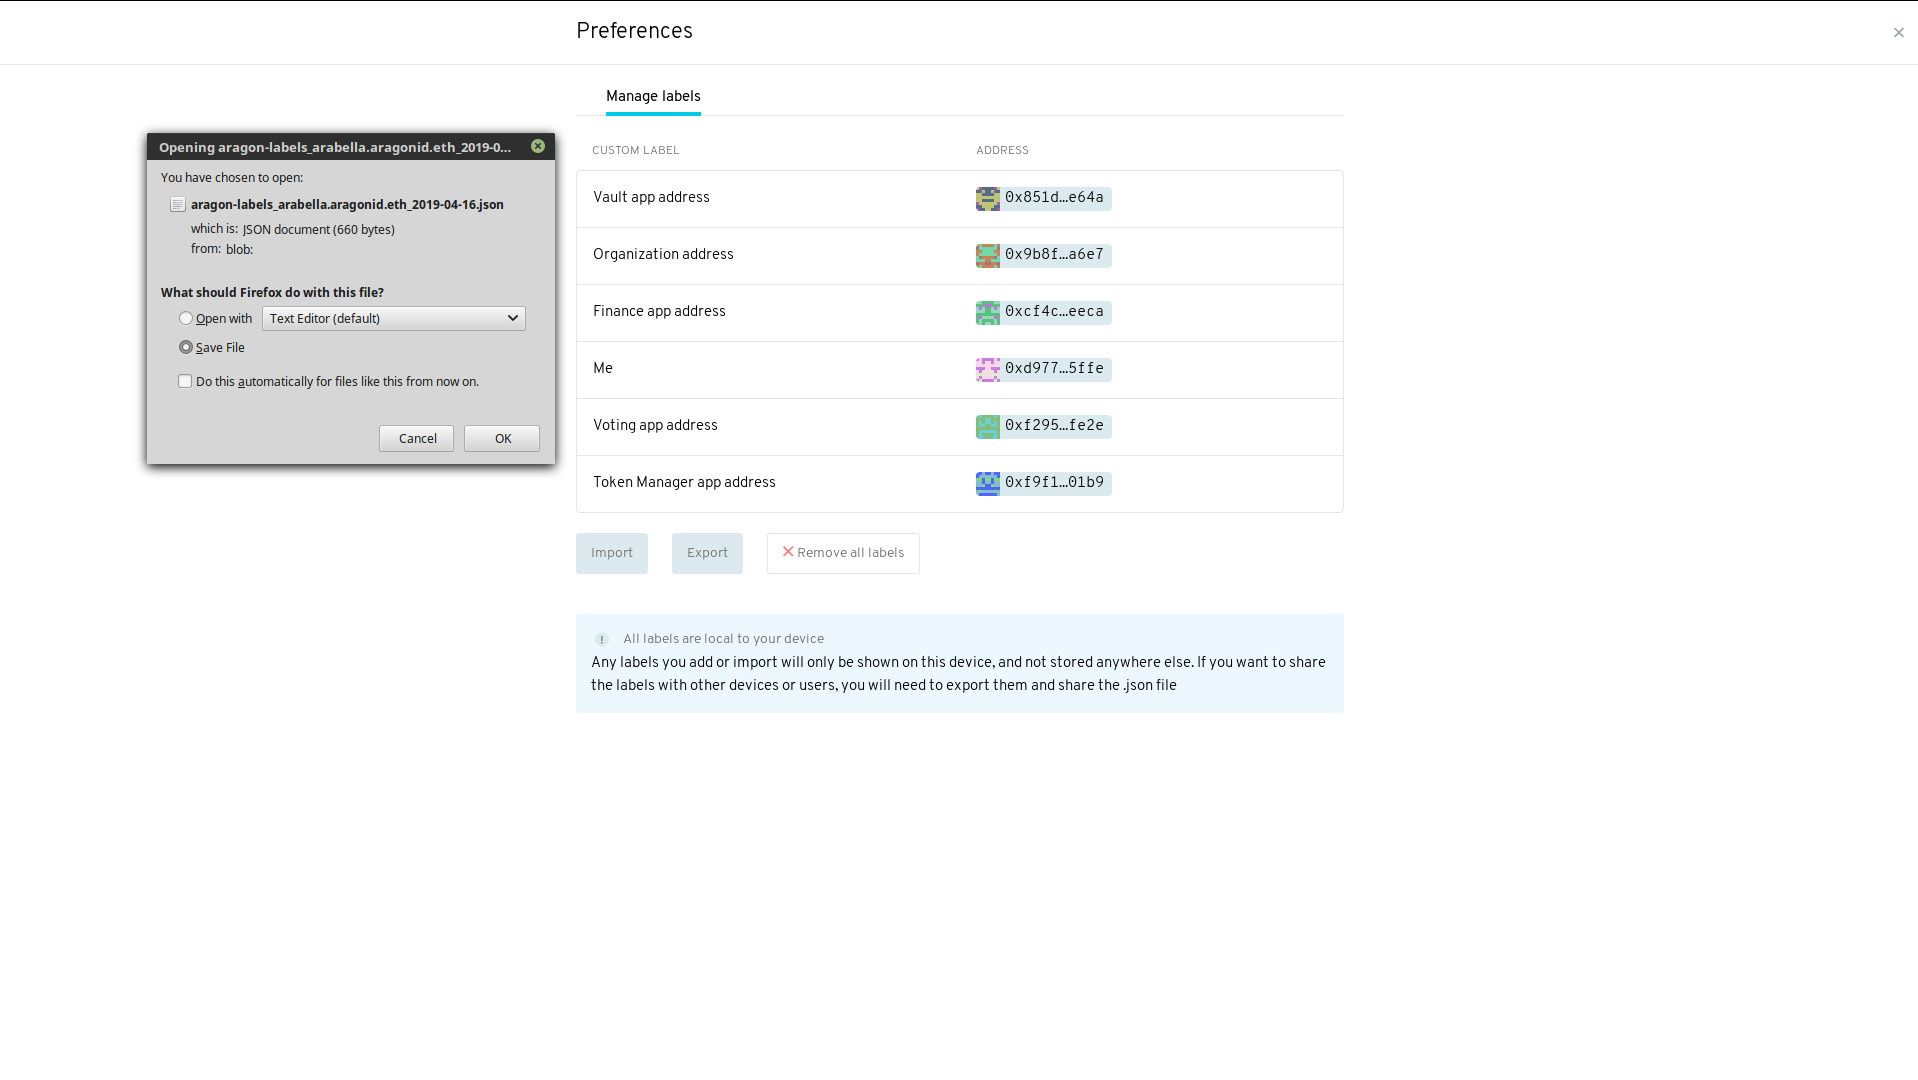 Preferences
Manage labels
Opening aragon-labels_arabella.aragonid.eth_2019-0...
You have chosen to open:
aragon-labels_arabella.aragonid.eth_2019-04-16.json
which is: JSON document (660 bytes)
from: blob:
What should Firefox do with this file?
Open with Text Editor (default)
Save File
Do this automatically for files like this from now on.
Cancel OK
CUSTOM LABEL ADDRESS
Vault app address 0x851d…e64a
Organization address 0x9b8f…a6e7
Finance app address 0xcf4c…eeca
Me 0xd977…5ffe
Voting app address 0xf295…fe2e
Token Manager app address 0xf9f1…01b9
Import Export Remove all labels
! All labels are local to your device
Any labels you add or import will only be shown on this device, and not stored anywhere else. If you want to share
the labels with other devices or users, you will need to export them and share the .json file